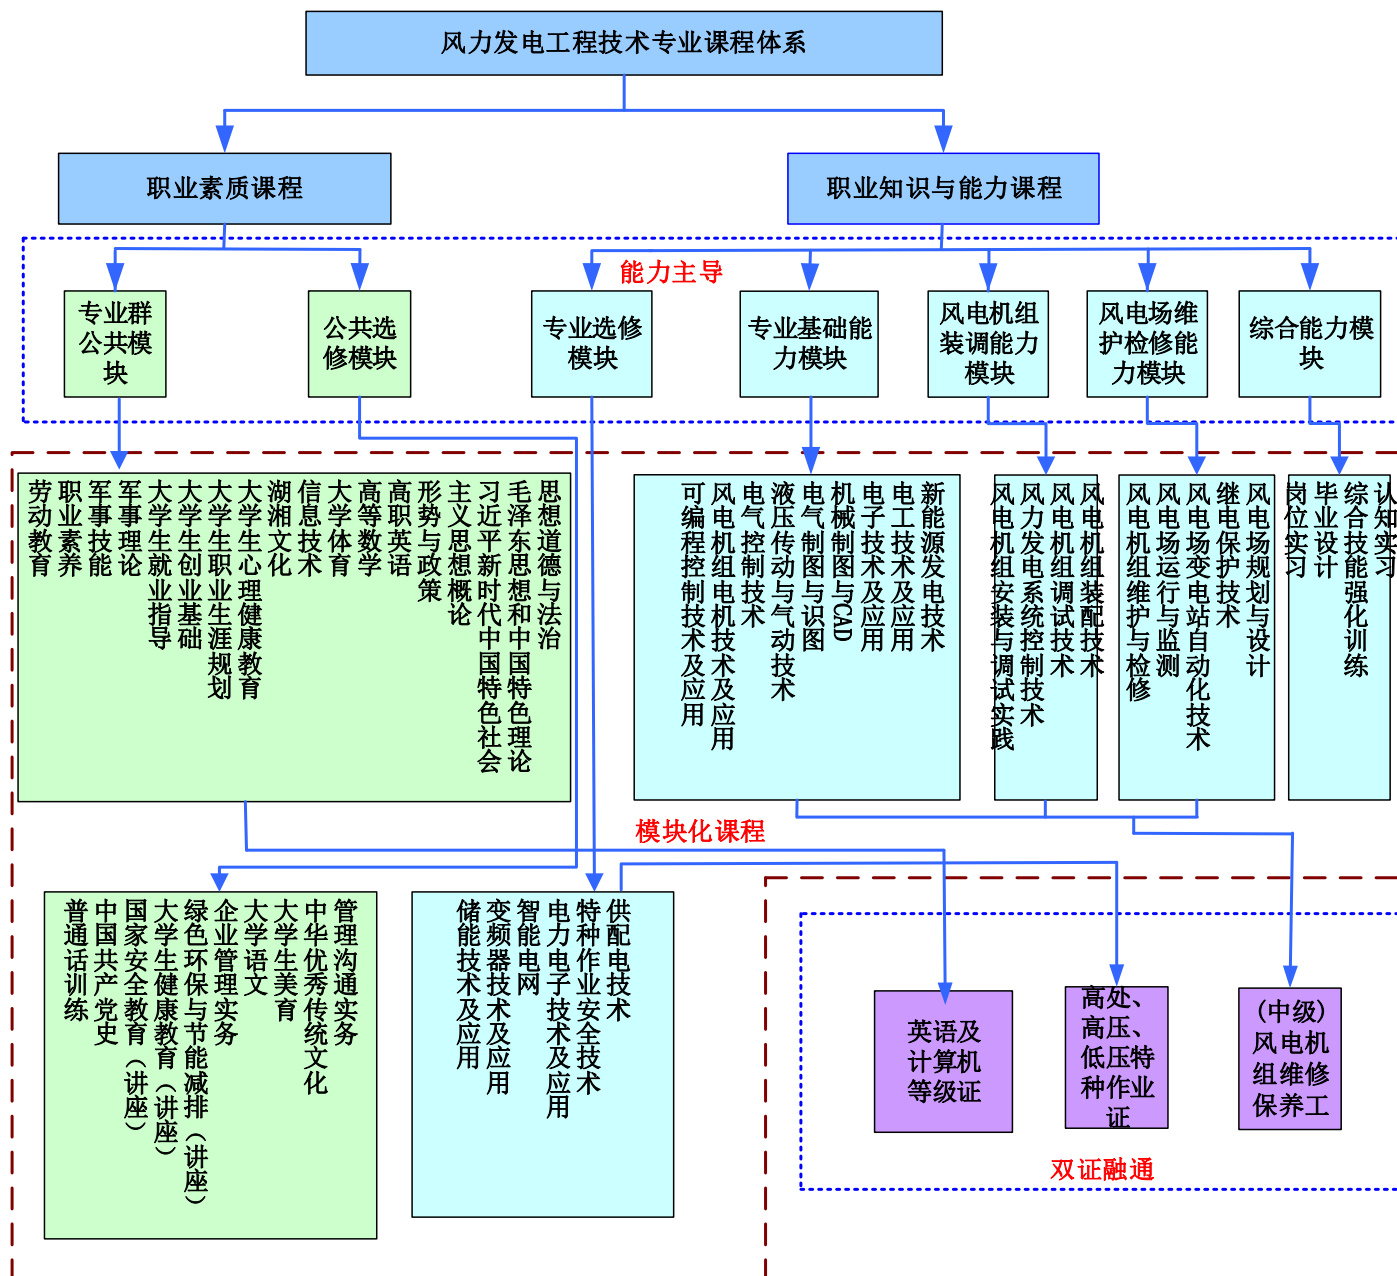 风力发电工程技术专业课程体系
职业素质课程
职业知识与能力课程
能力主导
专业群
公共模
块
公共选
修模块
专业选修
模块
专业基础能
力模块
风电机组
装调能力
模块
风电场维
护检修能
力模块
综合能力模
块
思想道德与法治
毛泽东思想和中国特色理论
习近平新时代中国特色社会
主义思想概论
形势与政策
高职英语
高等数学
大学体育
信息技术
湖湘文化
大学生心理健康教育
大学生职业生涯规划
大学生创业基础
大学生就业指导
军事理论
军事技能
职业素养
劳动教育
新能源发电技术
电工技术及应用
电子技术及应用
机械制图与CAD
电气制图与识图
液压传动与气动技术
电气控制技术
风电机组电机技术及应用
可编程控制技术及应用
风电机组装配技术
风电机组调试技术
风力发电系统控制技术
风电机组安装与调试实践
风电场规划与设计
继电保护技术
风电场变电站自动化技术
风电场运行与监测
风电机组维护与检修
认知实习
综合技能强化训练
毕业设计
岗位实习
模块化课程
管理沟通实务
中华优秀传统文化
大学生美育
大学语文
企业管理实务
绿色环保与节能减排（讲座）
大学生健康教育（讲座）
国家安全教育（讲座）
中国共产党史
普通话训练
供配电技术
特种作业安全技术
电力电子技术及应用
智能电网
变频器技术及应用
储能技术及应用
英语及
计算机
等级证
高处、
高压、
低压特
种作业
证
（中级）
风电机
组维修
保养工
双证融通